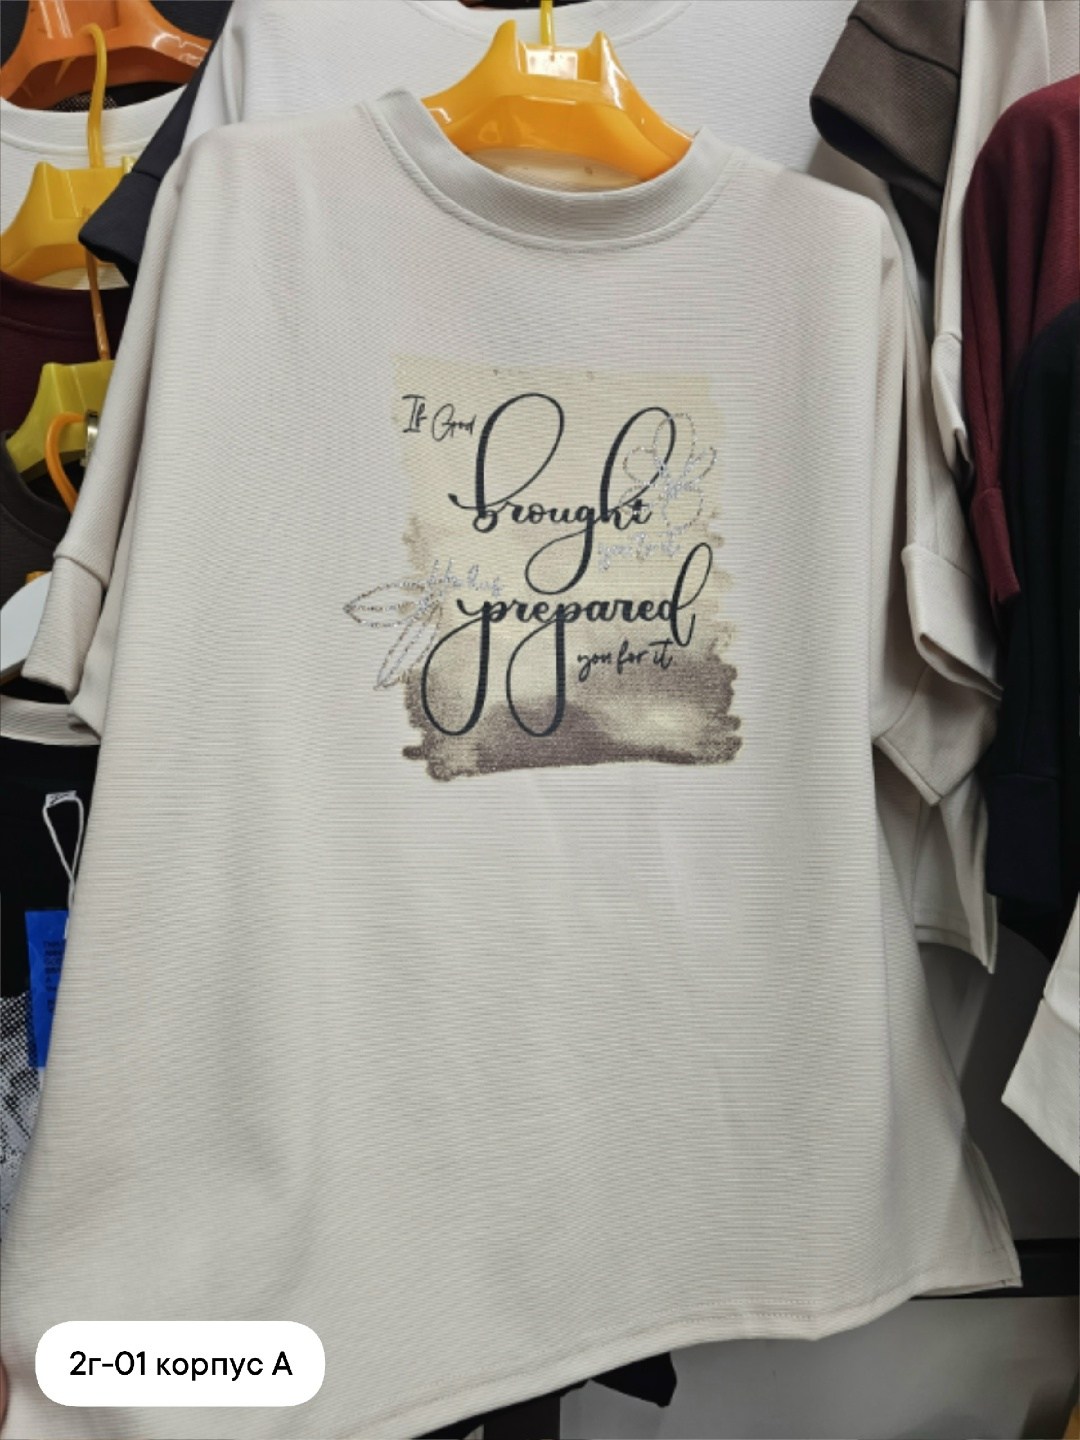 If God
brought
you to it
prepared
you for it.
2г-01 корпус А